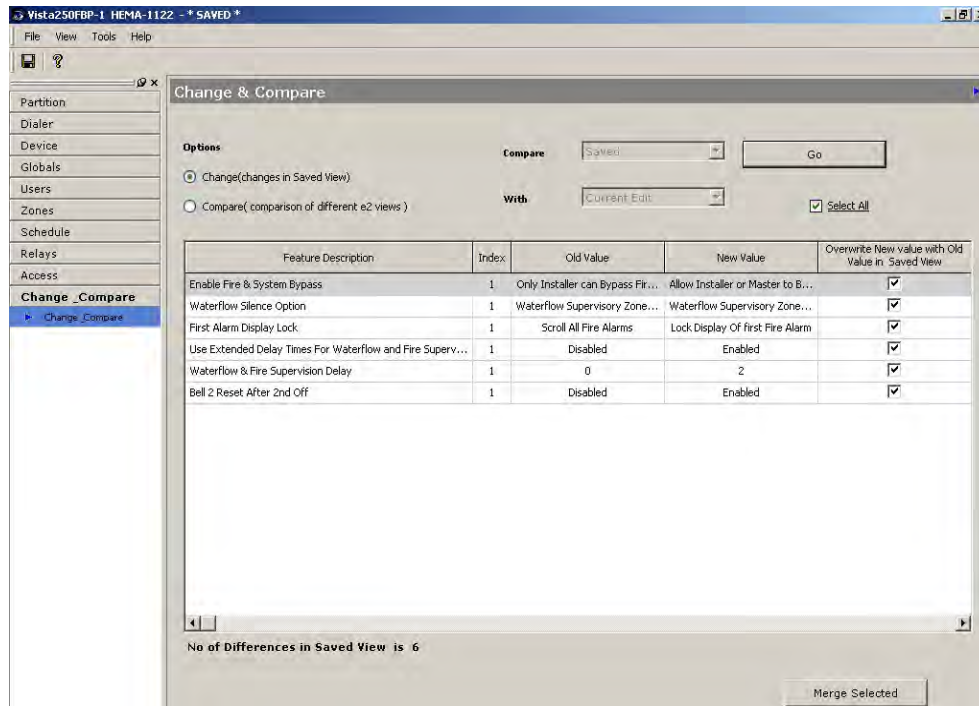 Vista250FBP-1 HEMA-1122 - * SAVED *
File View Tools Help
Partition
Dialer
Device
Globals
Users
Zones
Schedule
Relays
Access
Change _Compare
Change _Compare
Change & Compare
Options
Change(changes in Saved View)
Compare( comparison of different e2 views )
Compare Saved
With Current Edit
Go
Select All
Feature Description Index Old Value New Value Overwrite New value with Old Value in Saved View
Enable Fire & System Bypass 1 Only Installer can Bypass Fir... Allow Installer or Master to B...
Waterflow Silence Option 1 Waterflow Supervisory Zone... Waterflow Supervisory Zone...
First Alarm Display Lock 1 Scroll All Fire Alarms Lock Display Of first Fire Alarm
Use Extended Delay Times For Waterflow and Fire Superv... 1 Disabled Enabled
Waterflow & Fire Supervision Delay 1 0 2
Bell 2 Reset After 2nd Off 1 Disabled Enabled
No of Differences in Saved View is 6
Merge Selected